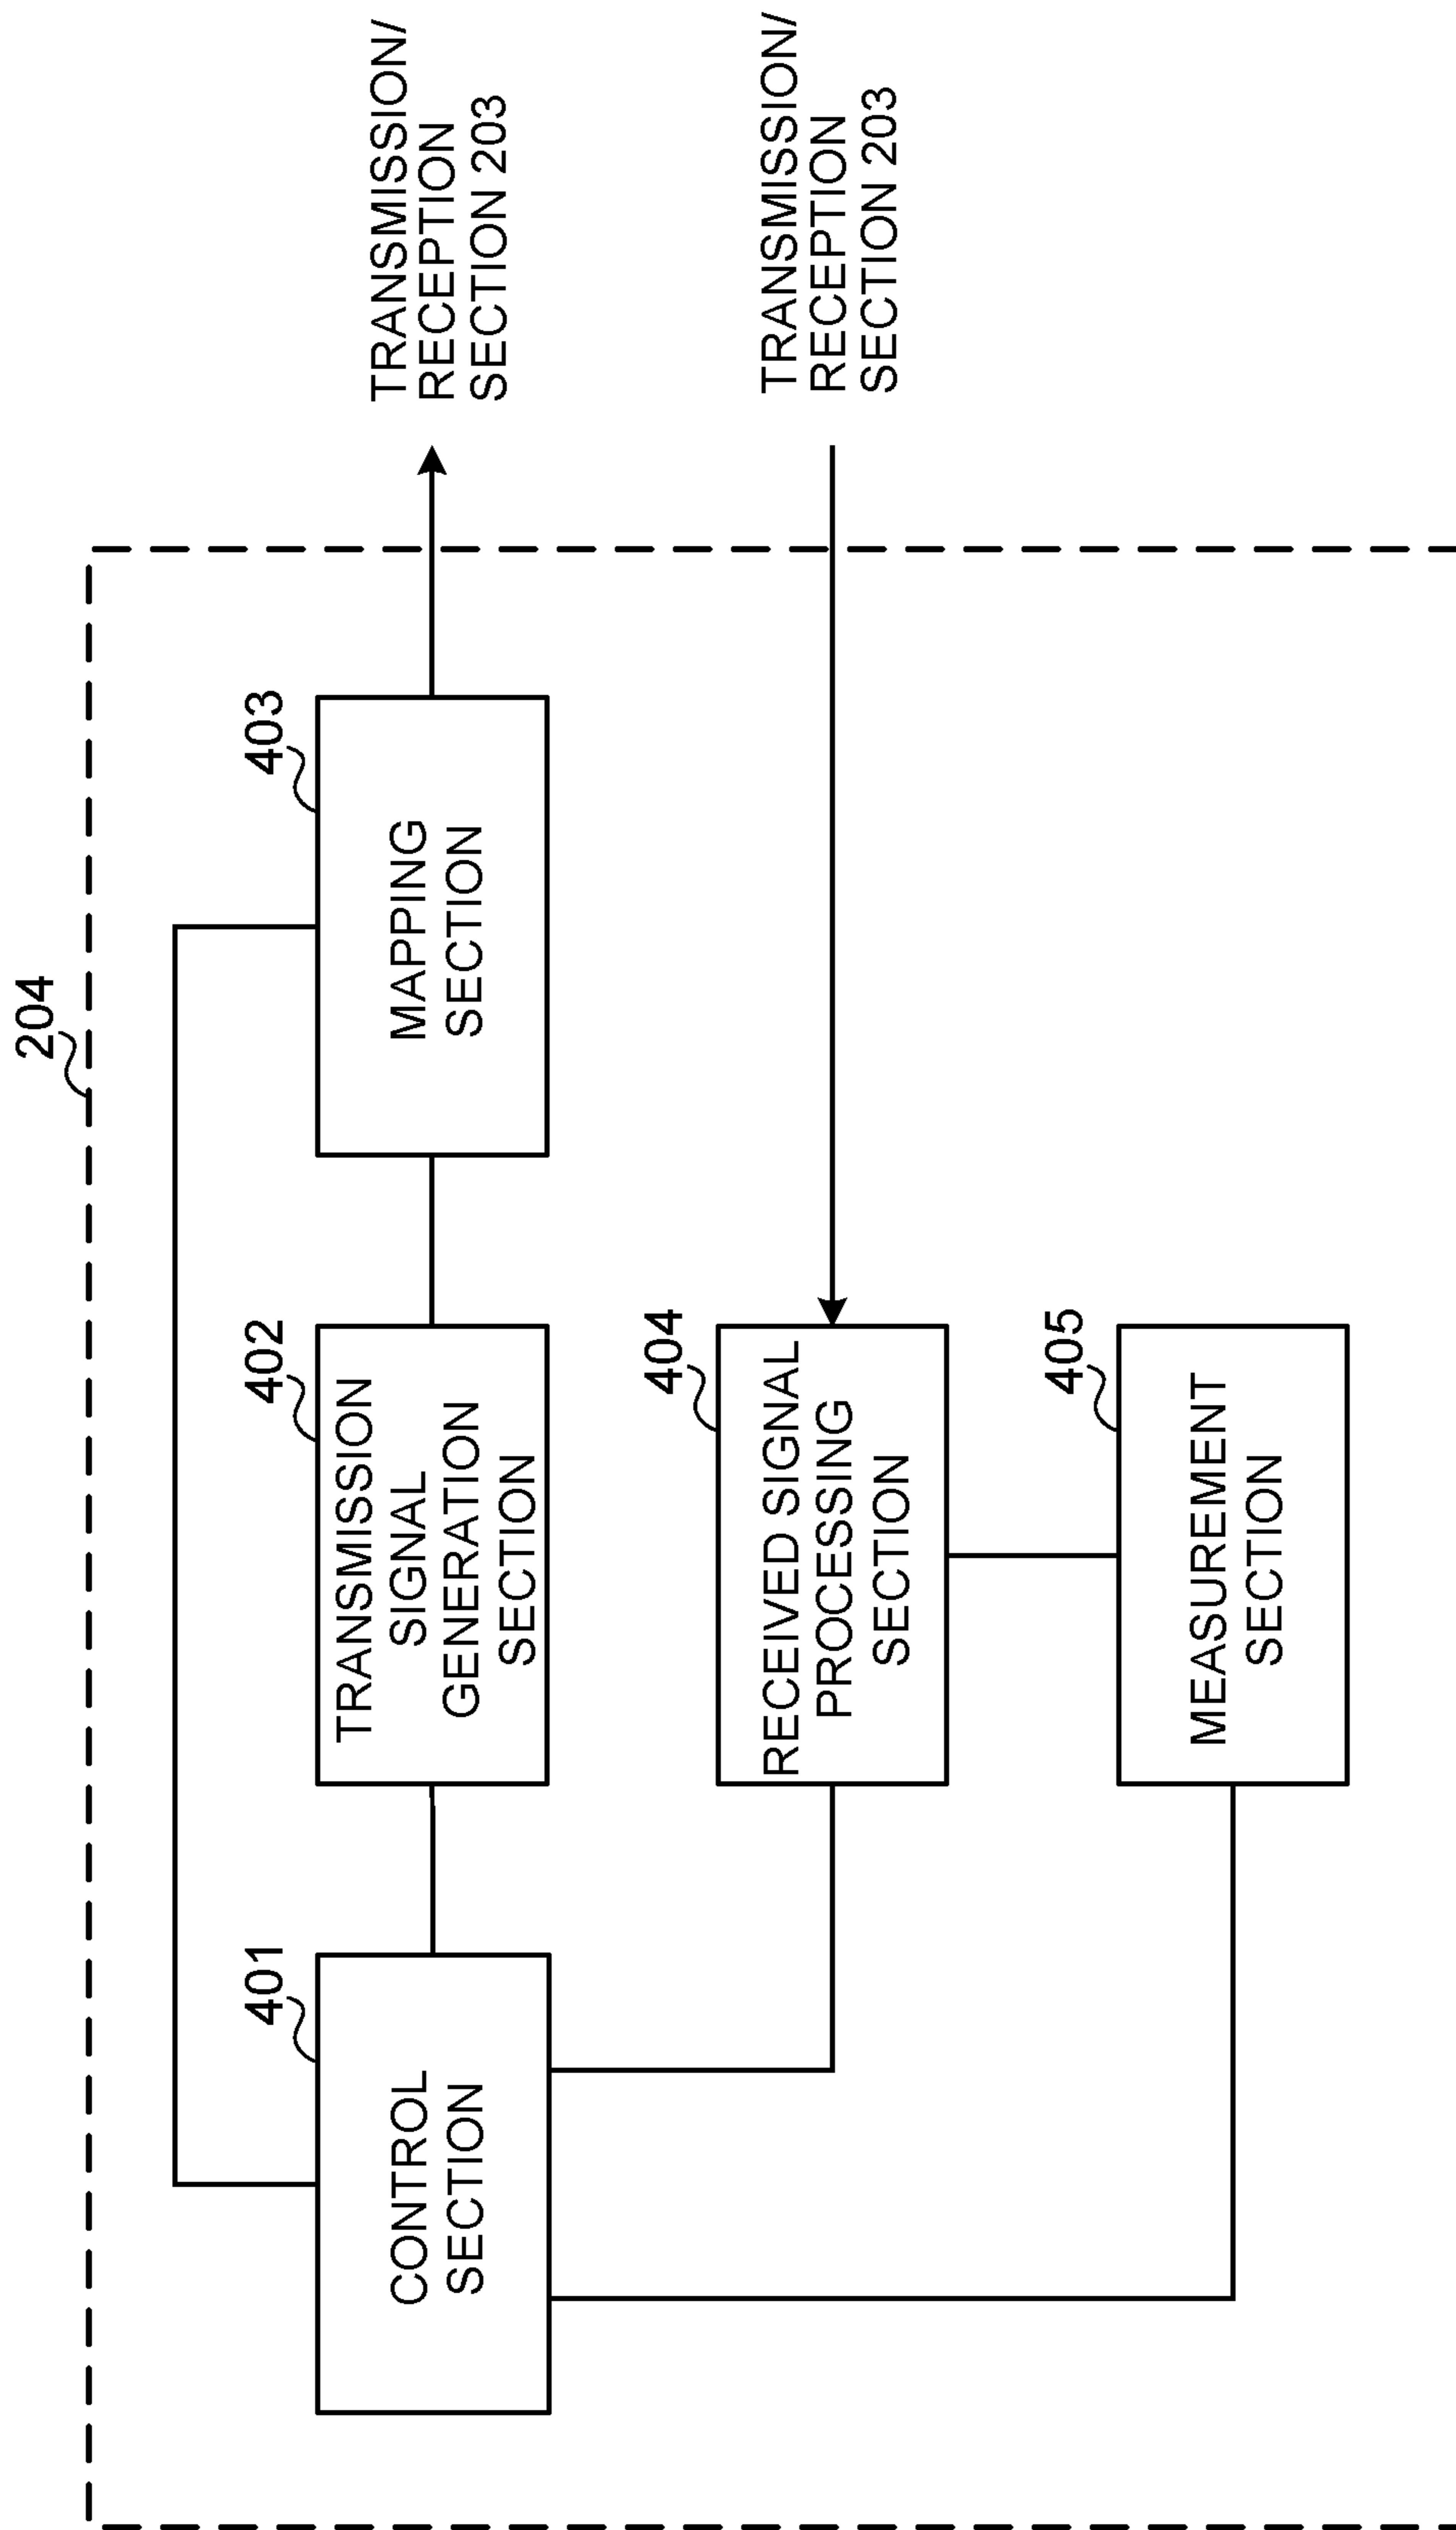 204
401
CONTROL
SECTION
402
TRANSMISSION
SIGNAL
GENERATION
SECTION
403
MAPPING
SECTION
TRANSMISSION/
RECEPTION
SECTION 203
404
RECEIVED SIGNAL
PROCESSING
SECTION
TRANSMISSION/
RECEPTION
SECTION 203
405
MEASUREMENT
SECTION